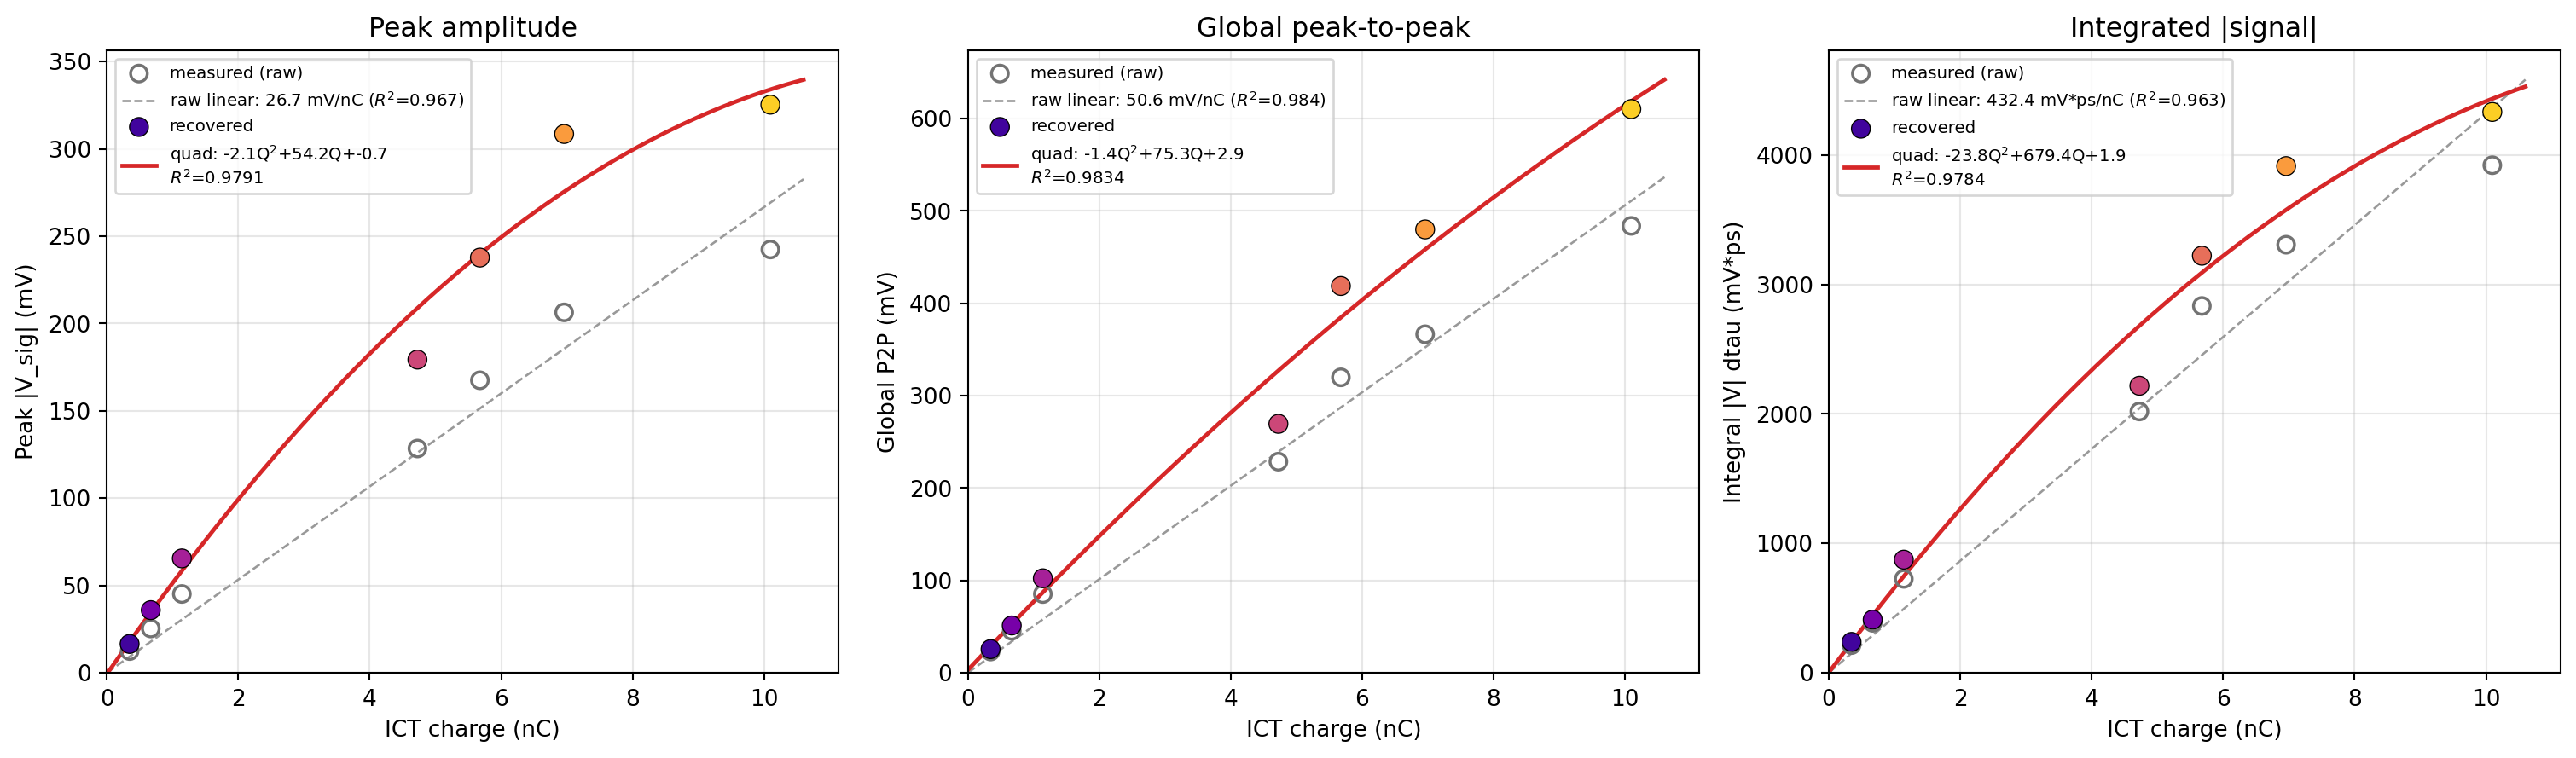 Peak amplitude
350
300
250
200
150
100
50
0
Peak |V_sig| (mV)
measured (raw)
raw linear: 26.7 mV/nC (R²=0.967)
recovered
quad: -2.1Q²+54.2Q+-0.7
R²=0.9791
0 2 4 6 8 10
ICT charge (nC)
Global peak-to-peak
600
500
400
300
200
100
0
Global P2P (mV)
measured (raw)
raw linear: 50.6 mV/nC (R²=0.984)
recovered
quad: -1.4Q²+75.3Q+2.9
R²=0.9834
0 2 4 6 8 10
ICT charge (nC)
Integrated |signal|
4000
3000
2000
1000
0
Integral |V| dtau (mV*ps)
measured (raw)
raw linear: 432.4 mV*ps/nC (R²=0.963)
recovered
quad: -23.8Q²+679.4Q+1.9
R²=0.9784
0 2 4 6 8 10
ICT charge (nC)